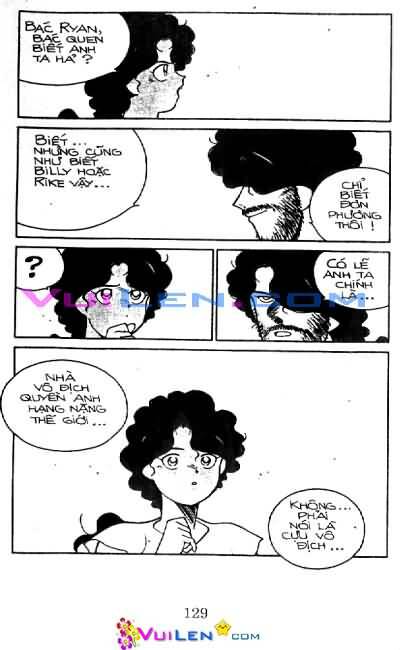 BÁC RYAN,
BÁC QUEN
BIẾT ANH
TA HẢ ?
BIẾT...
NHƯNG CŨNG
NHƯ BIẾT
BILLY HOẶC
RIKE VẬY...
CHỈ
BIẾT
ĐƠN
PHƯƠNG
THÔI !
?
CÓ LẼ
ANH TA
CHÍNH
LÀ...
VUILEN.COM
NHÀ
VÔ ĐỊCH
QUYỀN ANH
HẠNG NẶNG
THẾ GIỚI...
KHÔNG...
PHẢI
NÓI LÀ
CỰU VÔ
ĐỊCH...
129
VUILEN.COM